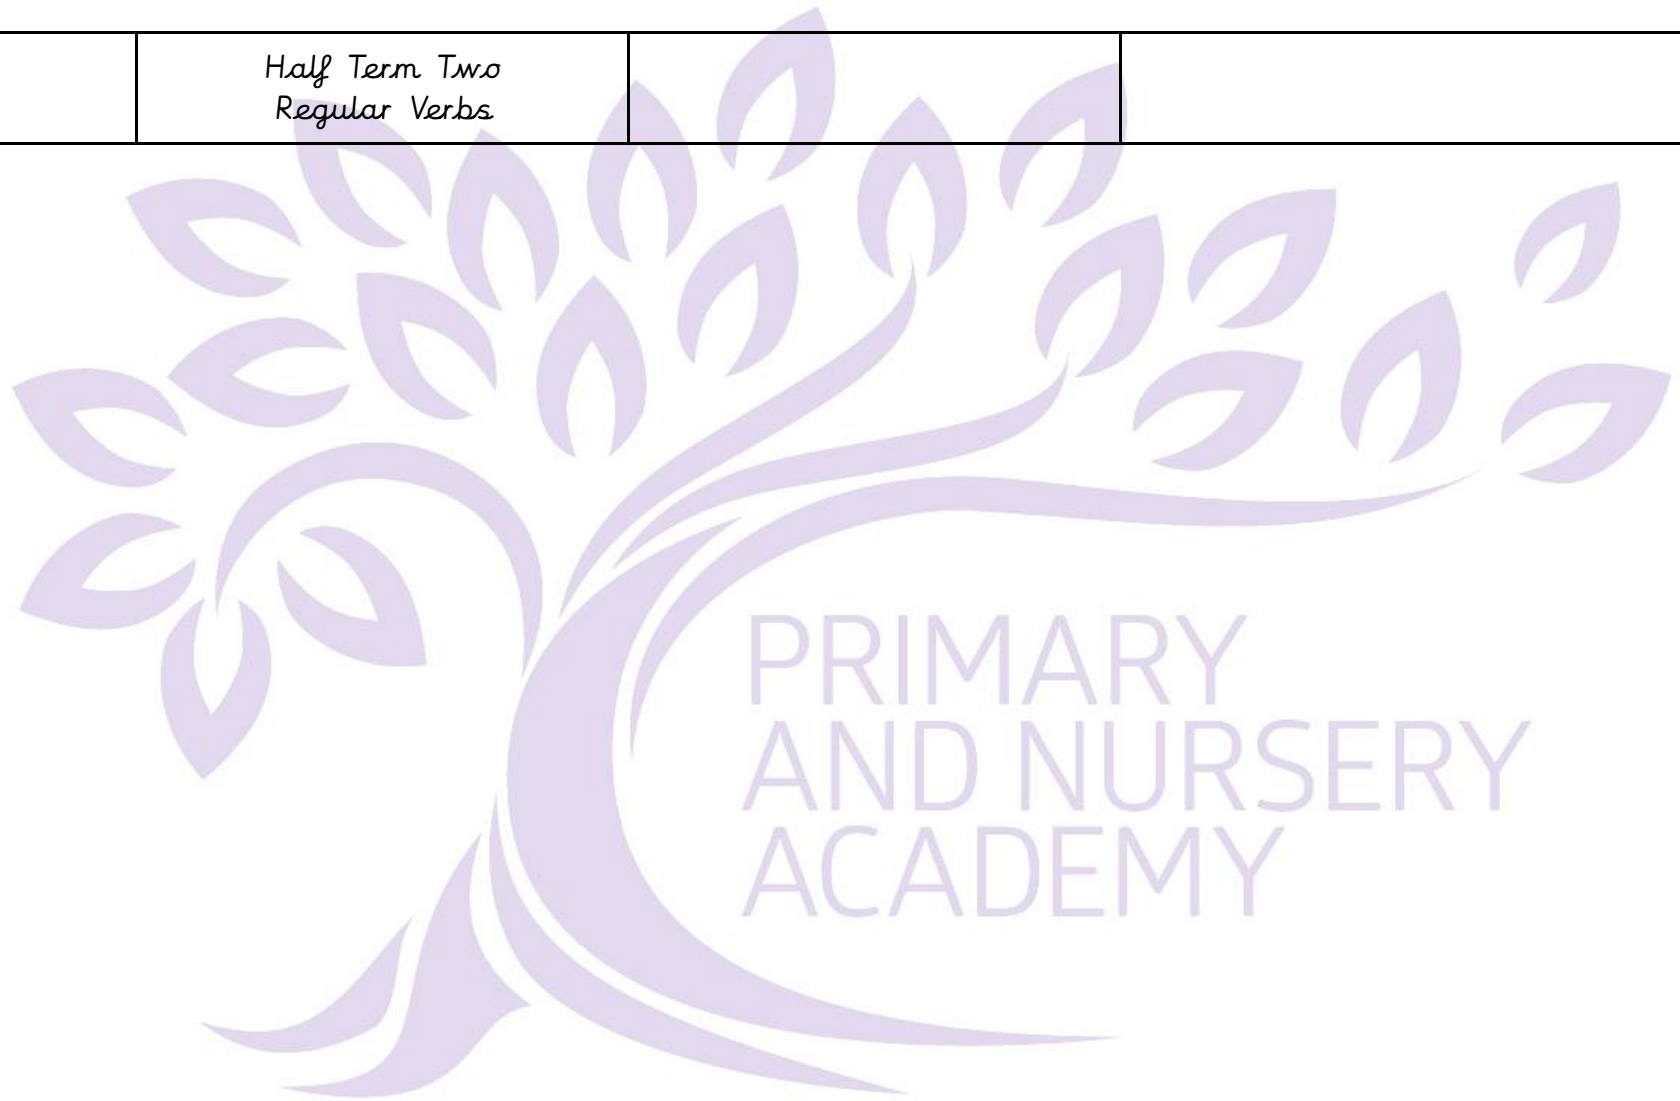 Half Term Two
Regular Verbs
PRIMARY
AND NURSERY
ACADEMY